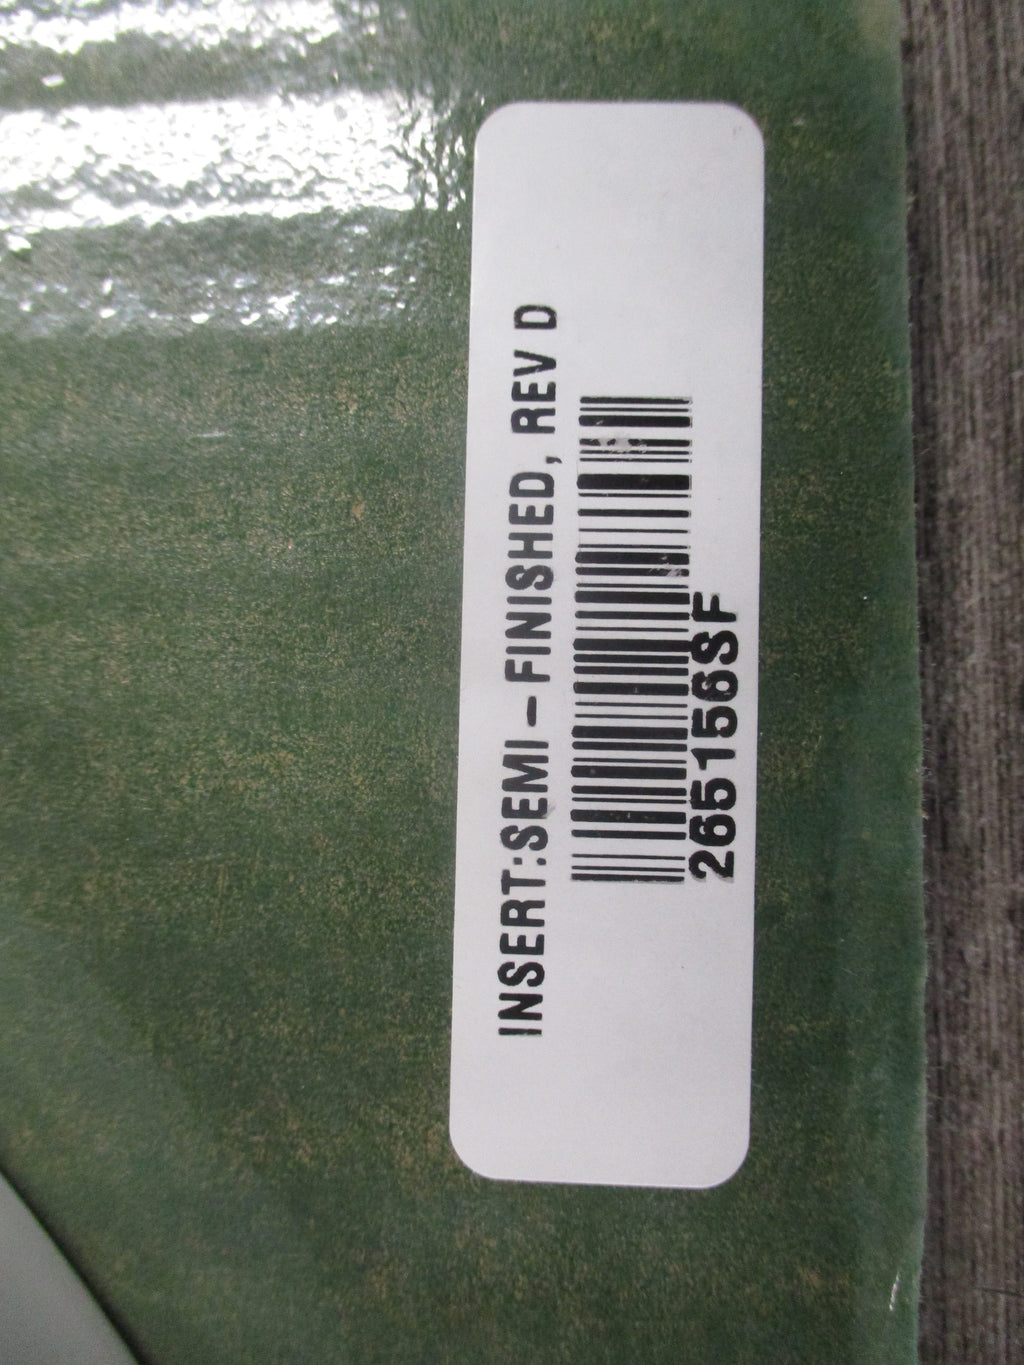 INSERT:SEMI-FINISHED, REV D
265156SF